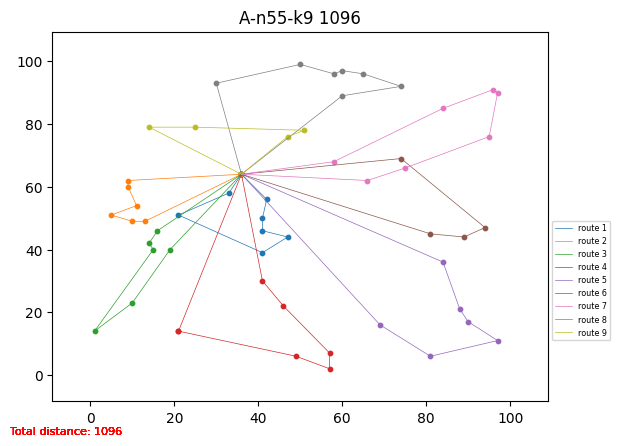 A-n55-k9 1096
100
80
60
40
20
0
0 20 40 60 80 100
route 1
route 2
route 3
route 4
route 5
route 6
route 7
route 8
route 9
Total distance: 1096